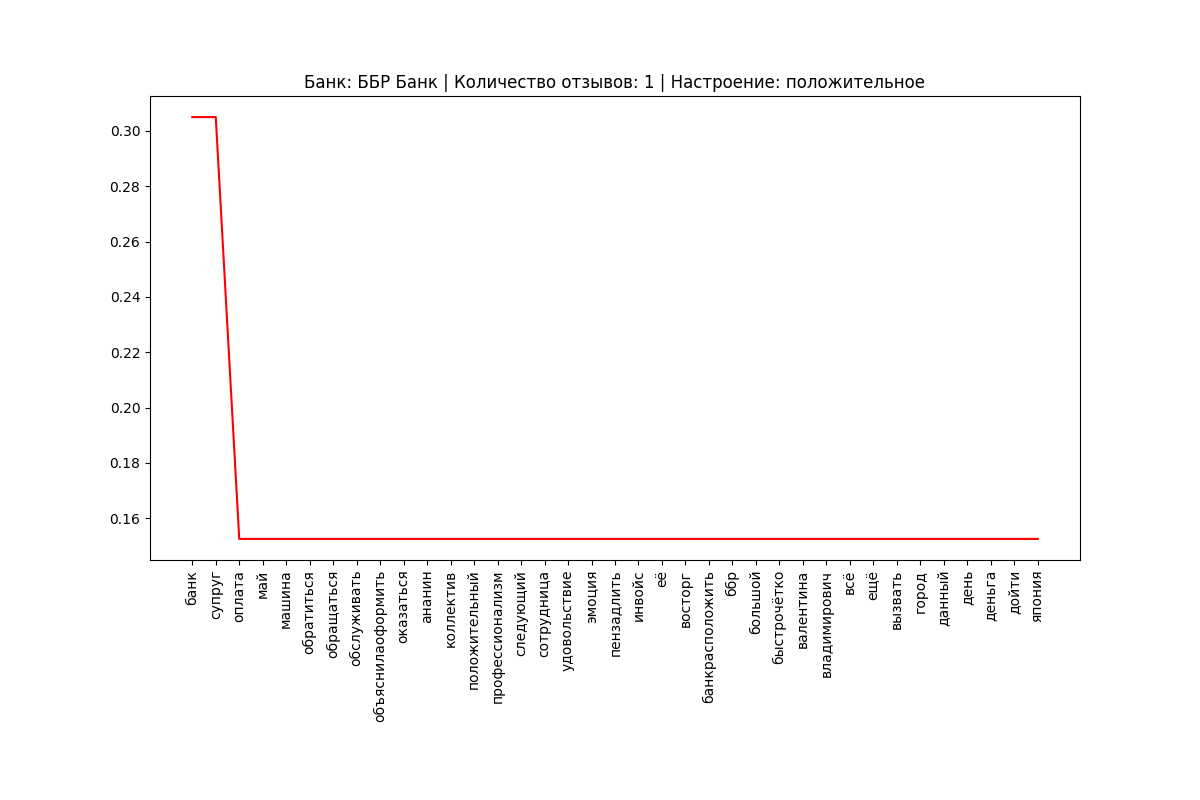 Банк: ББР Банк | Количество отзывов: 1 | Настроение: положительное
0.30
0.28
0.26
0.24
0.22
0.20
0.18
0.16
банк
супруг
оплата
май
машина
обратиться
обращаться
обслуживать
объяснилаоформить
оказаться
ананин
коллектив
положительный
профессионализм
следующий
сотрудница
удовольствие
эмоция
пензадлить
инвойс
её
восторг
банкрасположить
ббр
большой
быстрочётко
валентина
владимирович
всё
ещё
вызвать
город
данный
день
деньга
дойти
япония